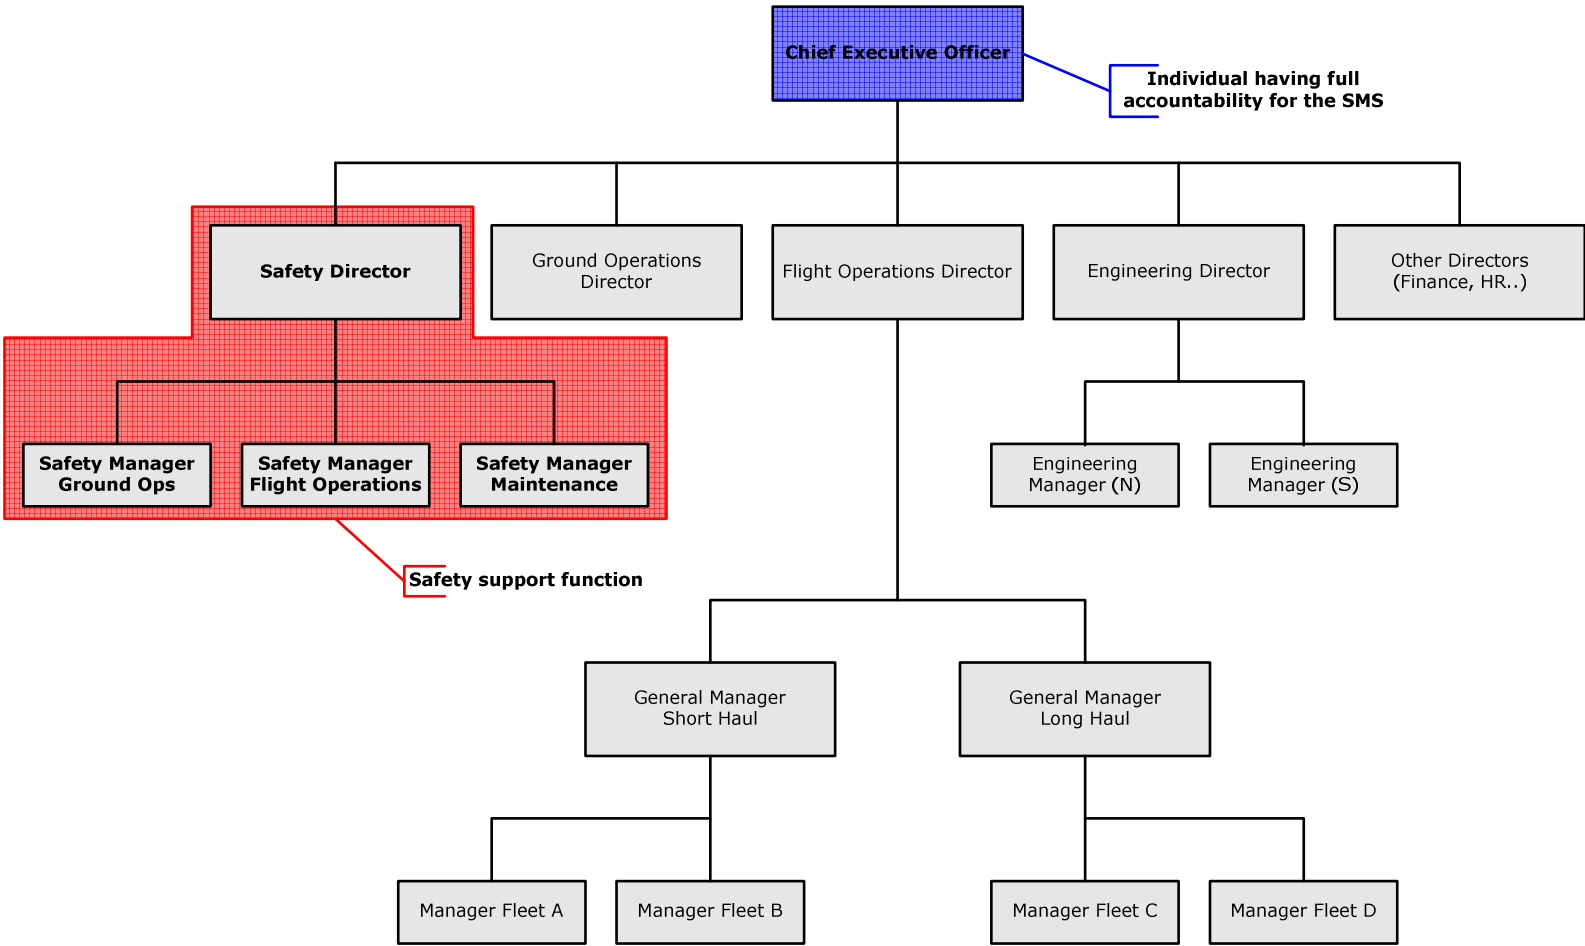 Chief Executive Officer
Individual having full
accountability for the SMS
Safety Director
Ground Operations
Director
Flight Operations Director
Engineering Director
Other Directors
(Finance, HR..)
Safety Manager
Ground Ops
Safety Manager
Flight Operations
Safety Manager
Maintenance
Engineering
Manager (N)
Engineering
Manager (S)
Safety support function
General Manager
Short Haul
General Manager
Long Haul
Manager Fleet A
Manager Fleet B
Manager Fleet C
Manager Fleet D